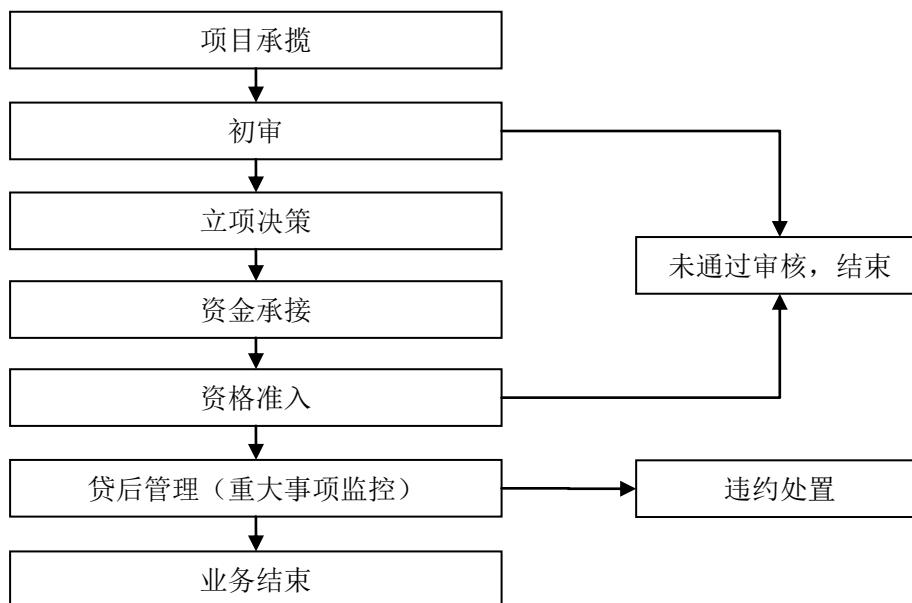 项目承揽
初审
立项决策
未通过审核，结束
资金承接
资格准入
贷后管理（重大事项监控）
违约处置
业务结束